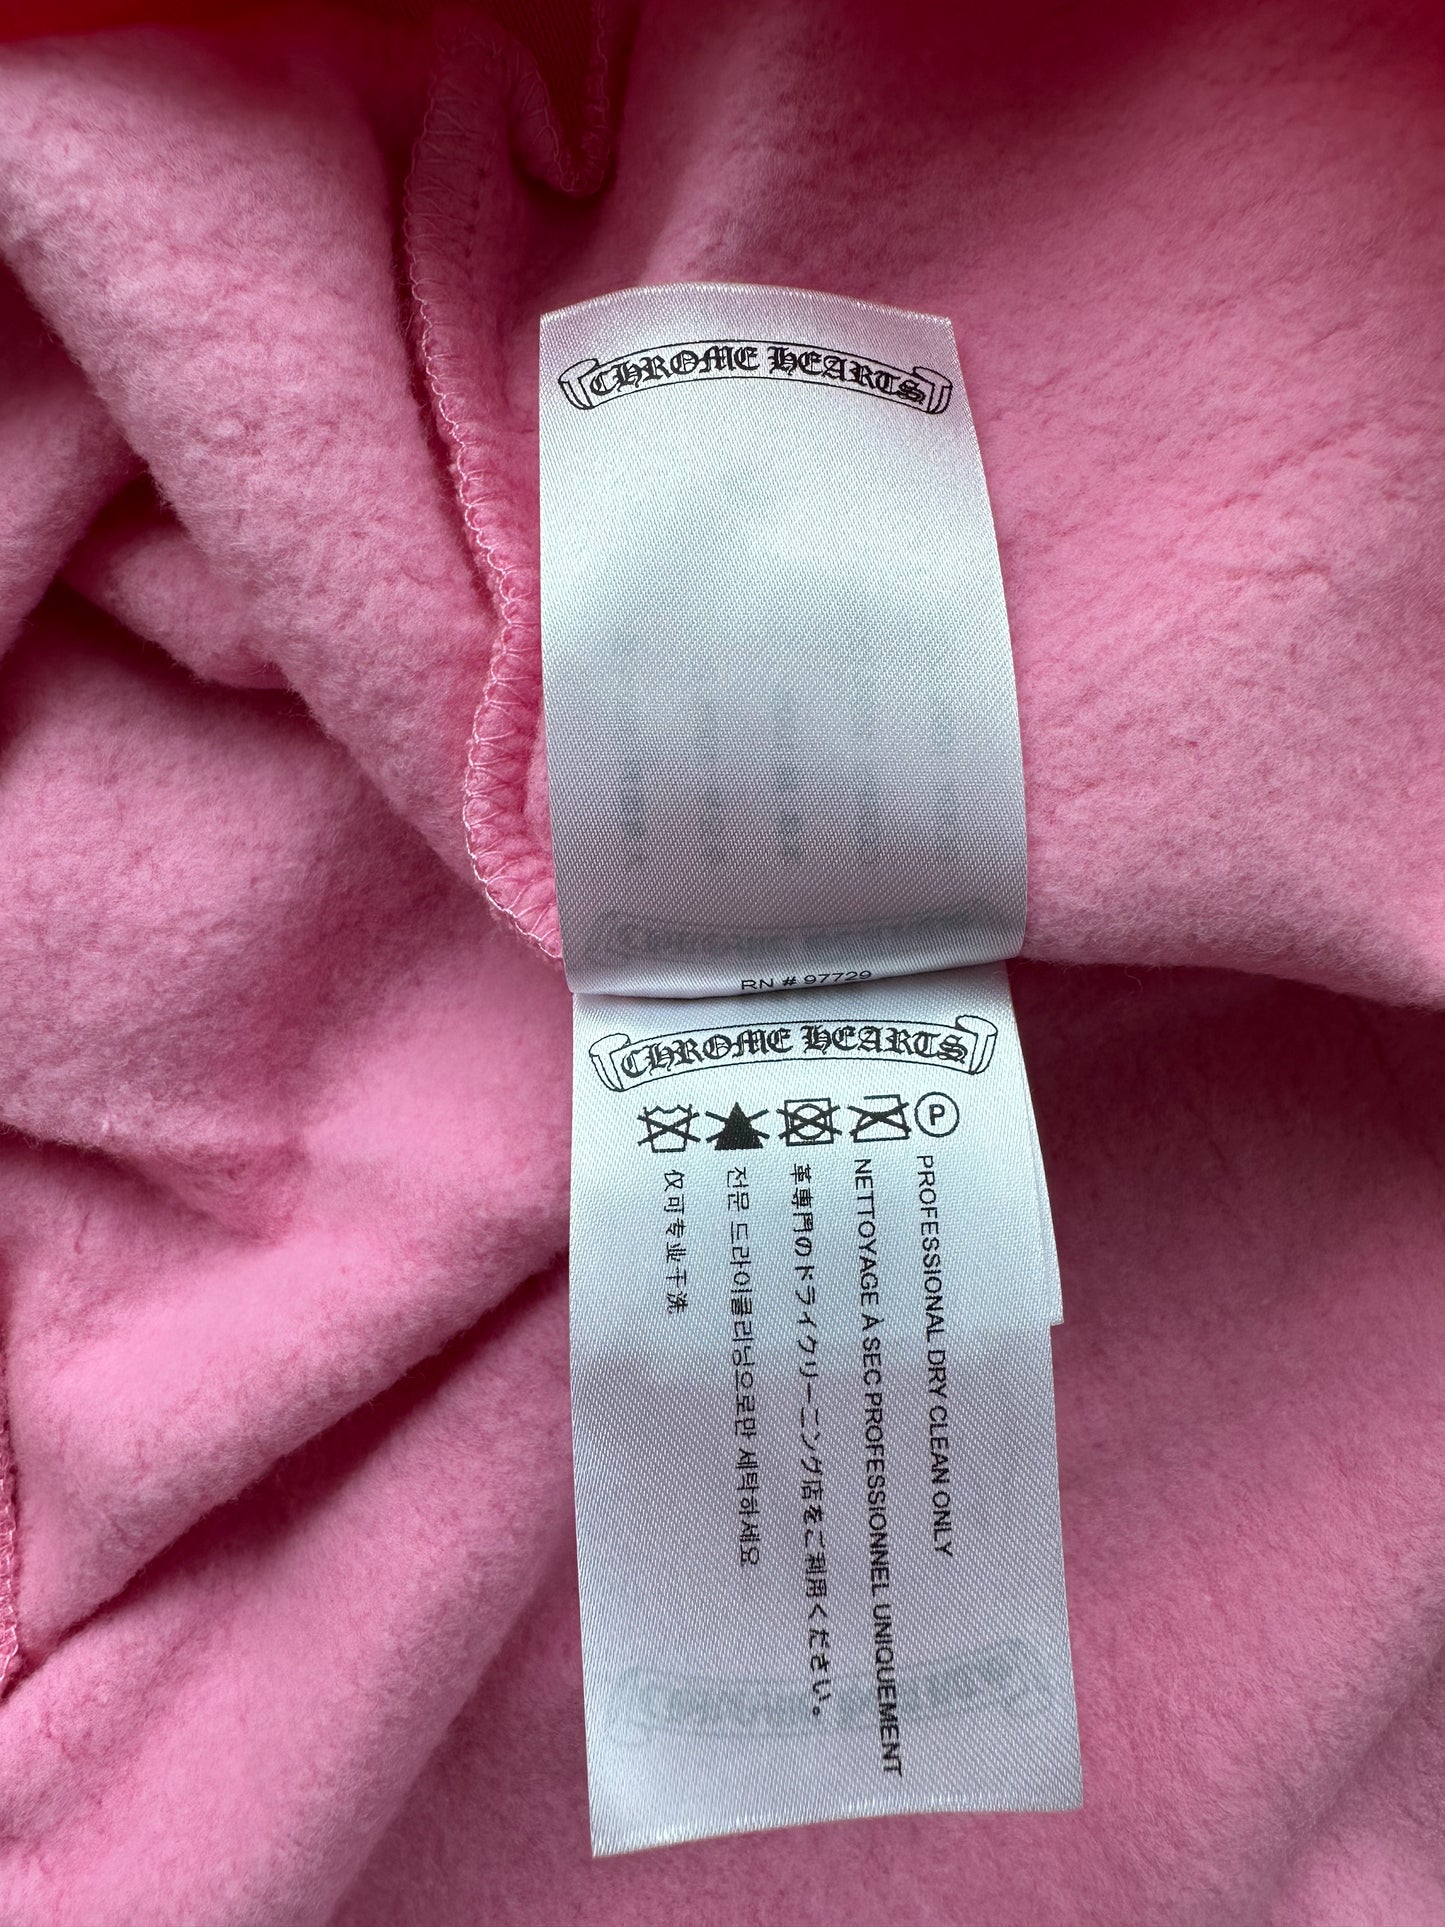 CHROME HEARTS
RN # 97729
CHROME HEARTS
P
PROFESSIONAL DRY CLEAN ONLY
NETTOYAGE À SEC PROFESSIONNEL UNIQUEMENT
革専門のドライクリーニング店をご利用ください。
전문 드라이클리닝으로만 세탁하세요
仅可专业干洗